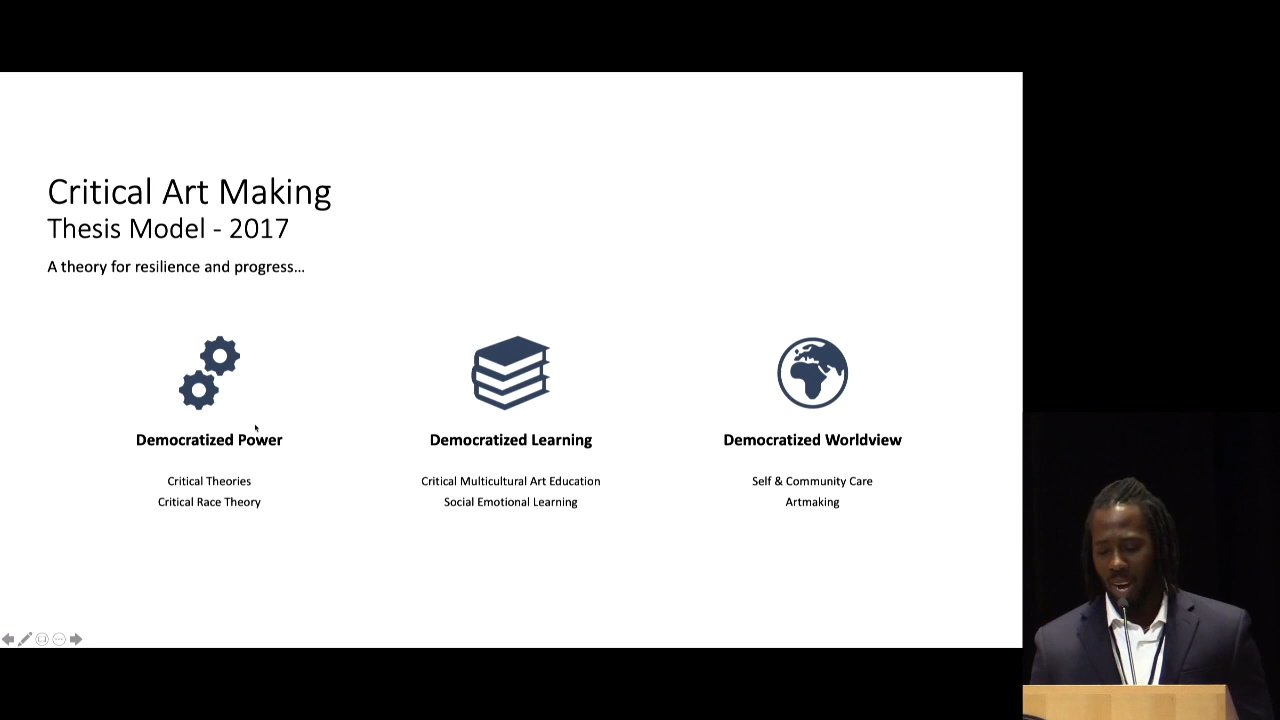 Critical Art Making
Thesis Model - 2017
A theory for resilience and progress...
Democratized Power
Democratized Learning
Democratized Worldview
Critical Theories
Critical Race Theory
Critical Multicultural Art Education
Social Emotional Learning
Self & Community Care
Artmaking